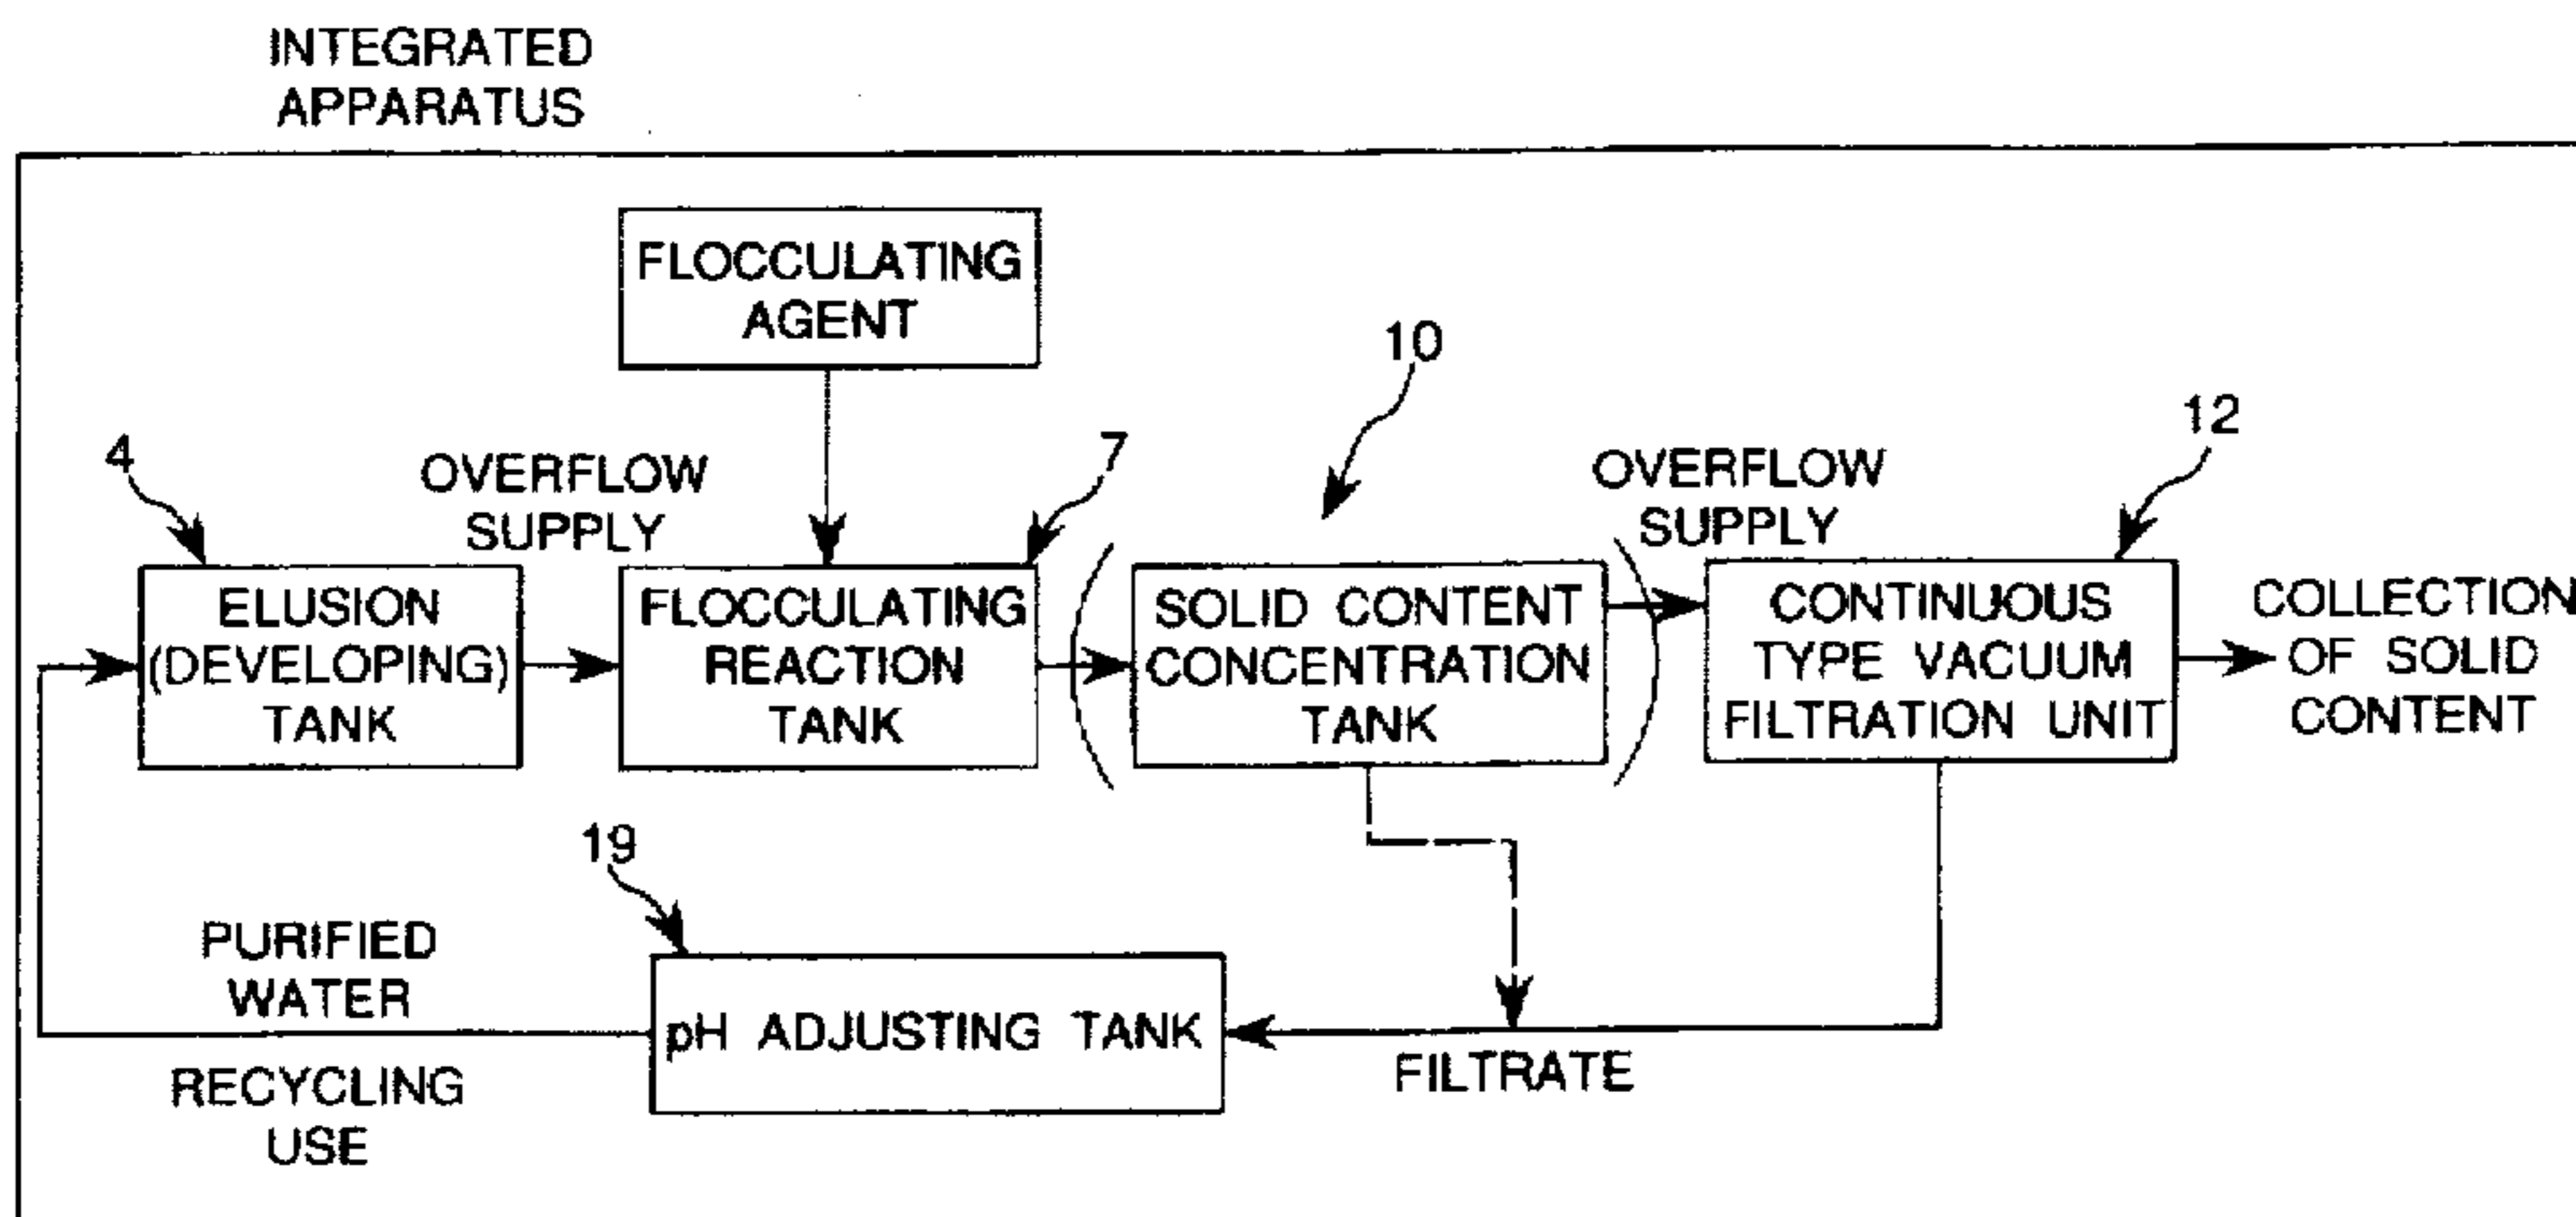 INTEGRATED
APPARATUS
FLOCCULATING
AGENT
10
12
4
OVERFLOW
SUPPLY
7
OVERFLOW
SUPPLY
ELUSION
(DEVELOPING)
TANK
FLOCCULATING
REACTION
TANK
SOLID CONTENT
CONCENTRATION
TANK
CONTINUOUS
TYPE VACUUM
FILTRATION UNIT
COLLECTION
OF SOLID
CONTENT
19
PURIFIED
WATER
RECYCLING
USE
pH ADJUSTING TANK
FILTRATE